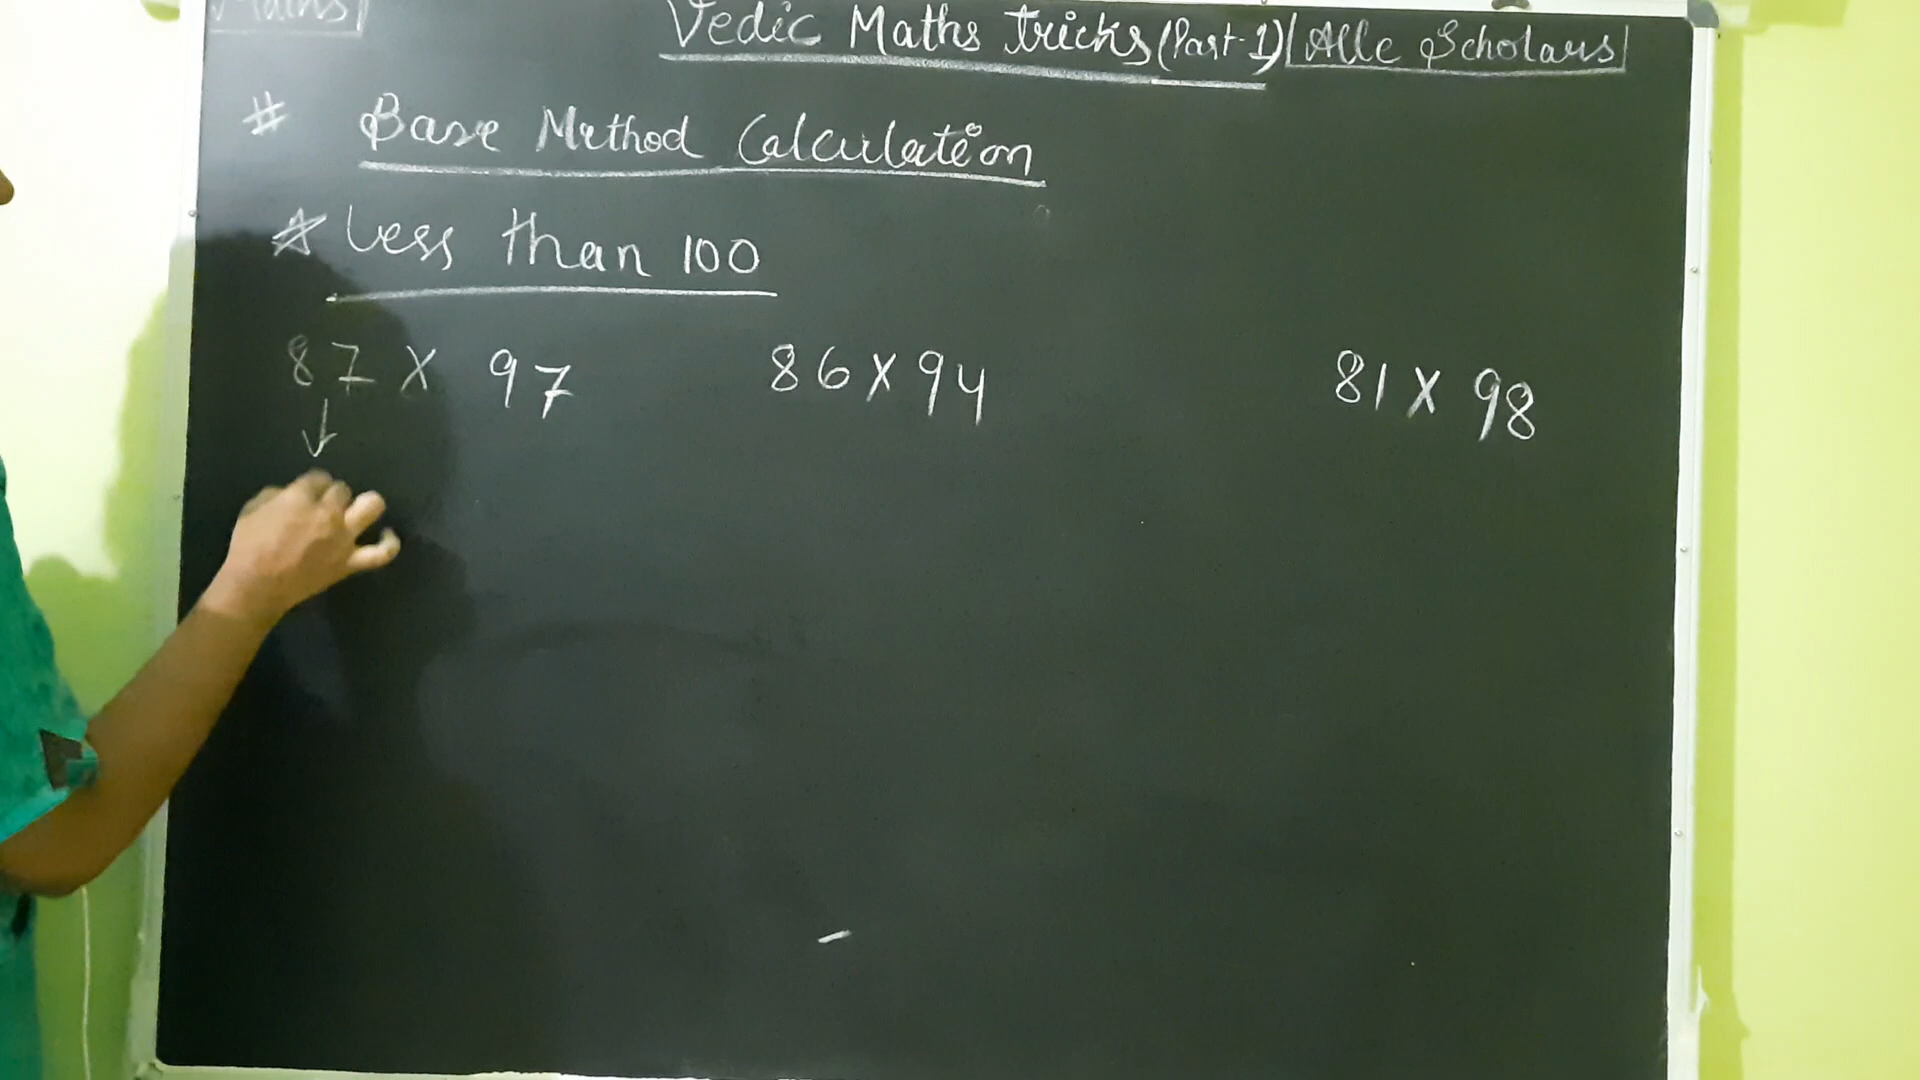 Maths
Vedic Maths tricks (Part-1) | Alle Scholars
# Base Method Calculation
* Less than 100
87 X 97 86 X 94 81 X 98